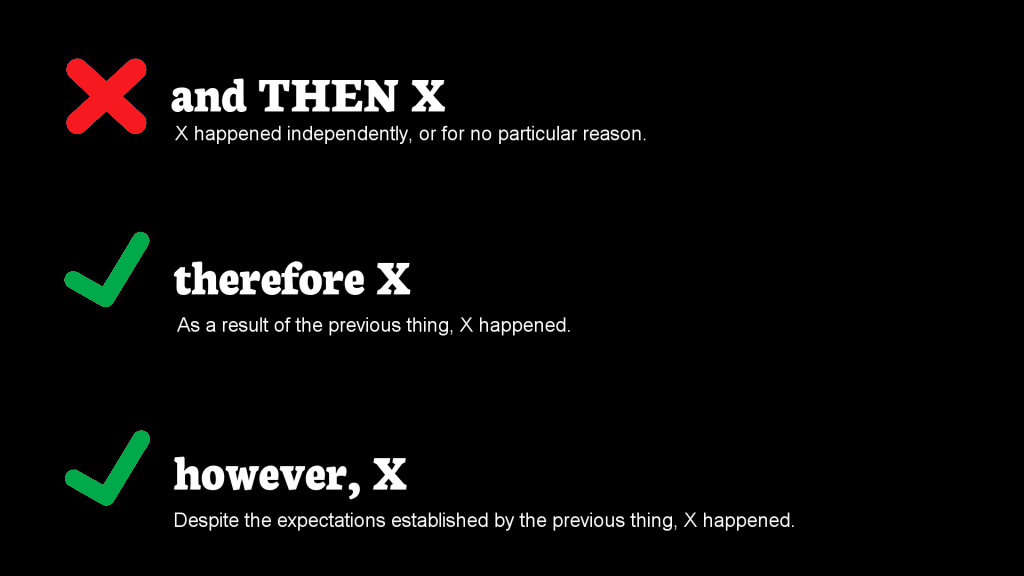 and THEN X
X happened independently, or for no particular reason.
therefore X
As a result of the previous thing, X happened.
however, X
Despite the expectations established by the previous thing, X happened.